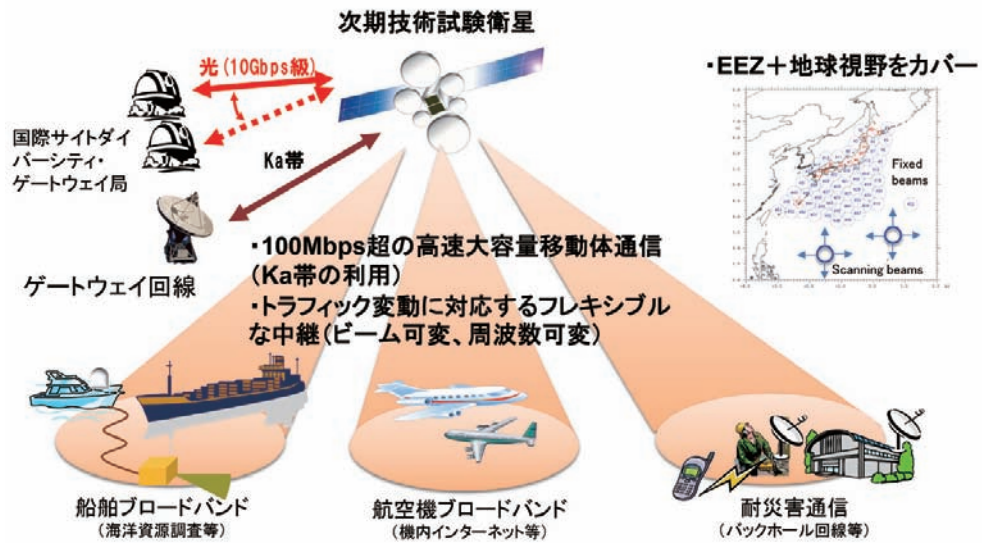 次期技術試験衛星
光(10Gbps級)
国際サイトダイ
バーシティ・
ゲートウェイ局
Ka帯
ゲートウェイ回線
・EEZ+地球視野をカバー
Fixed
beams
Scanning beams
・100Mbps超の高速大容量移動体通信
(Ka帯の利用)
・トラフィック変動に対応するフレキシブル
な中継(ビーム可変、周波数可変)
船舶ブロードバンド
(海洋資源調査等)
航空機ブロードバンド
(機内インターネット等)
耐災害通信
(バックホール回線等)